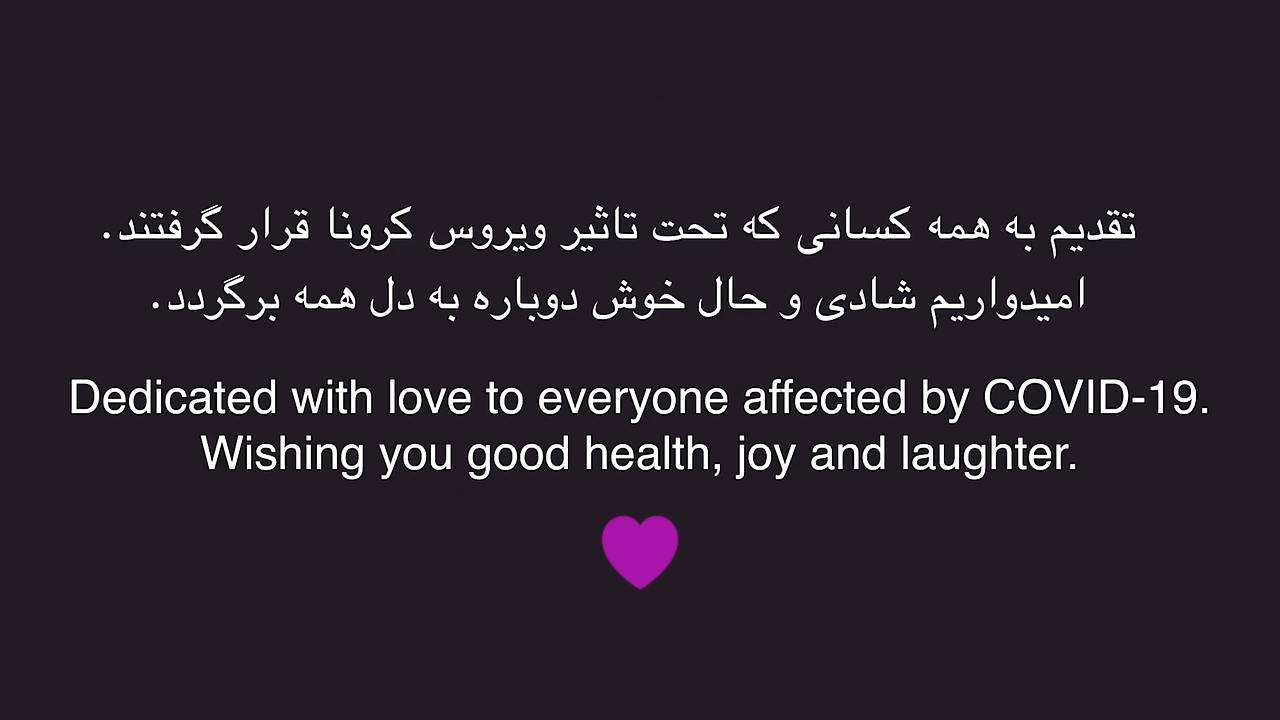 تقدیم به همه کسانی که تحت تاثیر ویروس کرونا قرار گرفتند.
امیدواریم شادی و حال خوش دوباره به دل همه برگردد.
Dedicated with love to everyone affected by COVID-19.
Wishing you good health, joy and laughter.